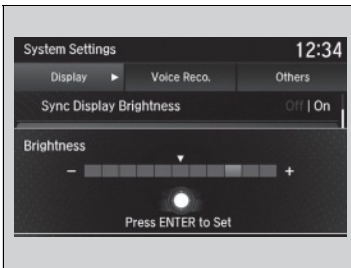 System Settings 12:34
Display Voice Reco. Others
Sync Display Brightness Off | On
Brightness
– +
Press ENTER to Set